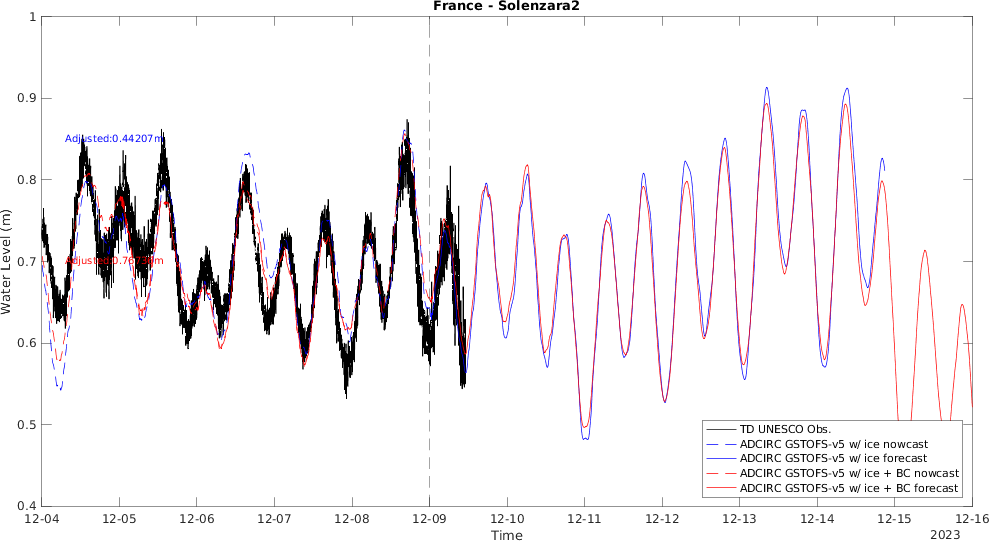 France - Solenzara2
1
0.9
0.8
0.7
0.6
0.5
0.4
Water Level (m)
Adjusted:0.44207m
TD UNESCO Obs.
ADCIRC GSTOFS-v5 w/ ice nowcast
ADCIRC GSTOFS-v5 w/ ice forecast
ADCIRC GSTOFS-v5 w/ ice + BC nowcast
ADCIRC GSTOFS-v5 w/ ice + BC forecast
12-04 12-05 12-06 12-07 12-08 12-09 12-10 12-11 12-12 12-13 12-14 12-15 12-16
Time
2023